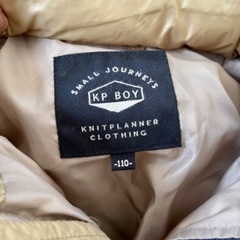 SMALL JOURNEYS
KP BOY
KNITPLANNER
CLOTHING
-110-